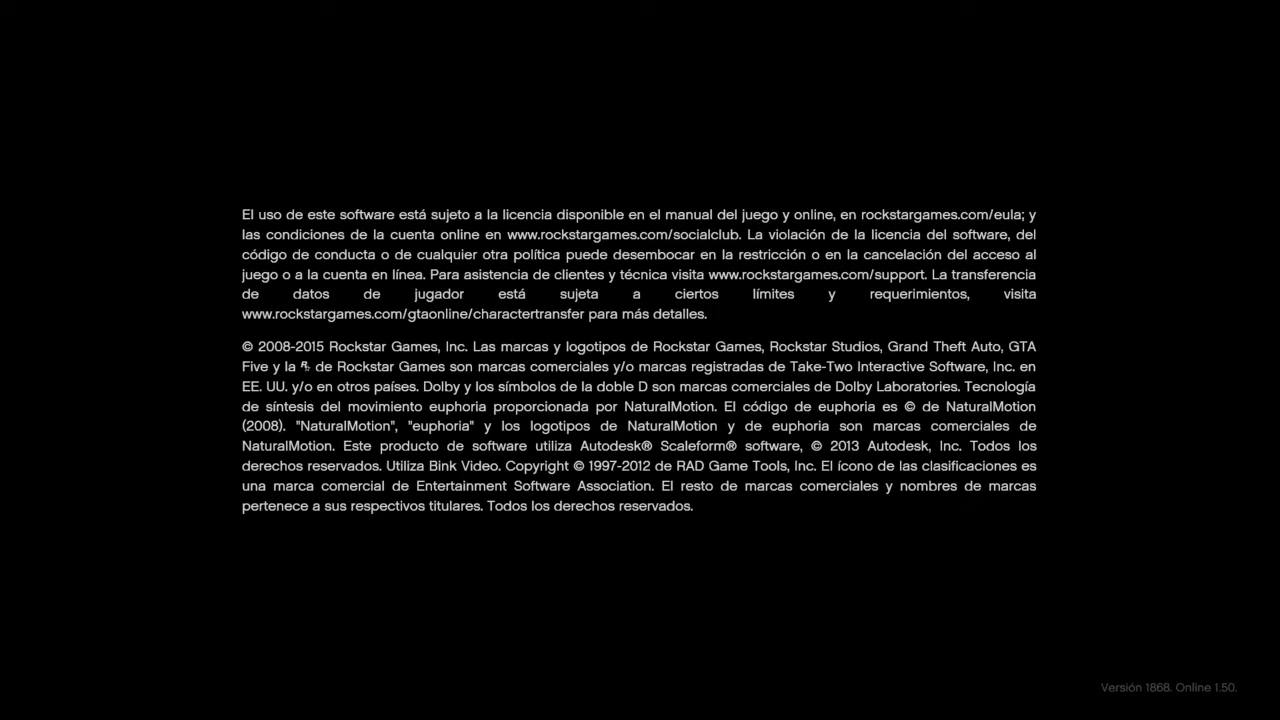 El uso de este software está sujeto a la licencia disponible en el manual del juego y online, en rockstargames.com/eula; y
las condiciones de la cuenta online en www.rockstargames.com/socialclub. La violación de la licencia del software, del
código de conducta o de cualquier otra política puede desembocar en la restricción o en la cancelación del acceso al
juego o a la cuenta en línea. Para asistencia de clientes y técnica visita www.rockstargames.com/support. La transferencia
de datos de jugador está sujeta a ciertos límites y requerimientos, visita
www.rockstargames.com/gtaonline/charactertransfer para más detalles.
© 2008-2015 Rockstar Games, Inc. Las marcas y logotipos de Rockstar Games, Rockstar Studios, Grand Theft Auto, GTA
Five y la R* de Rockstar Games son marcas comerciales y/o marcas registradas de Take-Two Interactive Software, Inc. en
EE. UU. y/o en otros países. Dolby y los símbolos de la doble D son marcas comerciales de Dolby Laboratories. Tecnología
de síntesis del movimiento euphoria proporcionada por NaturalMotion. El código de euphoria es © de NaturalMotion
(2008). "NaturalMotion", "euphoria" y los logotipos de NaturalMotion y de euphoria son marcas comerciales de
NaturalMotion. Este producto de software utiliza Autodesk® Scaleform® software, © 2013 Autodesk, Inc. Todos los
derechos reservados. Utiliza Bink Video. Copyright © 1997-2012 de RAD Game Tools, Inc. El ícono de las clasificaciones es
una marca comercial de Entertainment Software Association. El resto de marcas comerciales y nombres de marcas
pertenece a sus respectivos titulares. Todos los derechos reservados.
Versión 1868. Online 1.50.